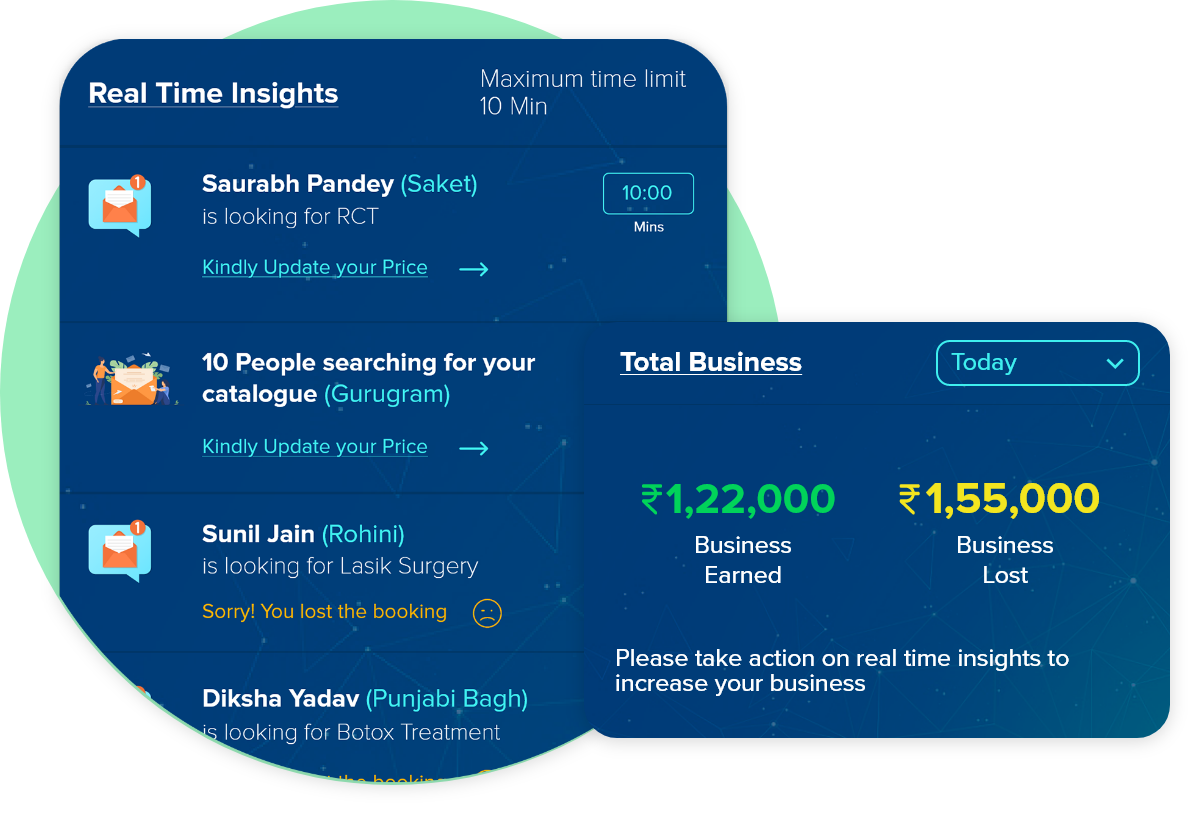 Real Time Insights
Maximum time limit
10 Min
1
Saurabh Pandey (Saket)
is looking for RCT
Kindly Update your Price
10:00
Mins
10 People searching for your
catalogue (Gurugram)
Kindly Update your Price
1
Sunil Jain (Rohini)
is looking for Lasik Surgery
Sorry! You lost the booking
Diksha Yadav (Punjabi Bagh)
is looking for Botox Treatment
the booking
Total Business
Today
₹1,22,000
Business
Earned
₹1,55,000
Business
Lost
Please take action on real time insights to
increase your business